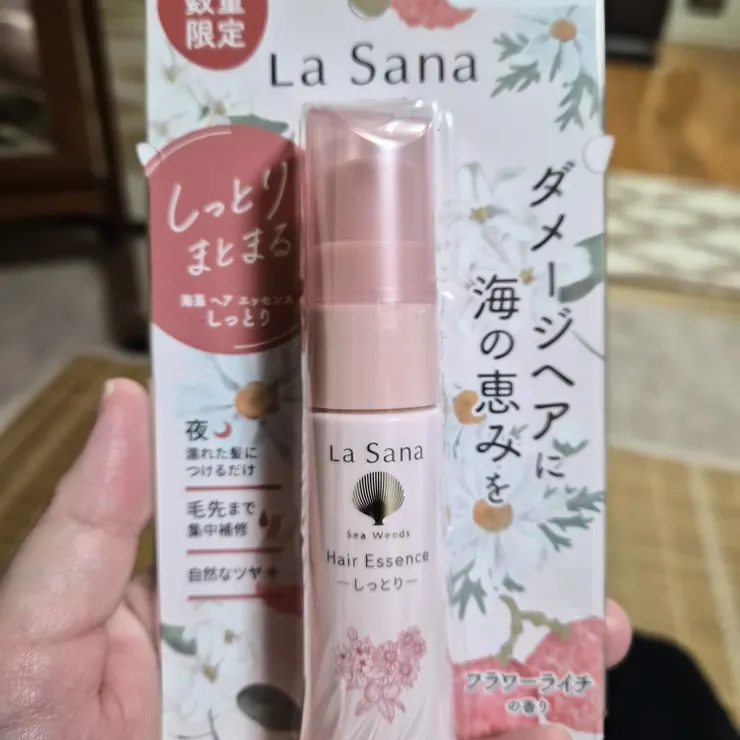 数量
限定
La Sana
しっとり
まとまる
海藻 ヘア エッセンス
しっとり
夜
濡れた髪に
つけるだけ
毛先まで
集中補修
自然なツヤ+
La Sana
Sea Weeds
Hair Essence
しっとり
ダメージヘアに
海の恵みを
フラワーライチ
の香り